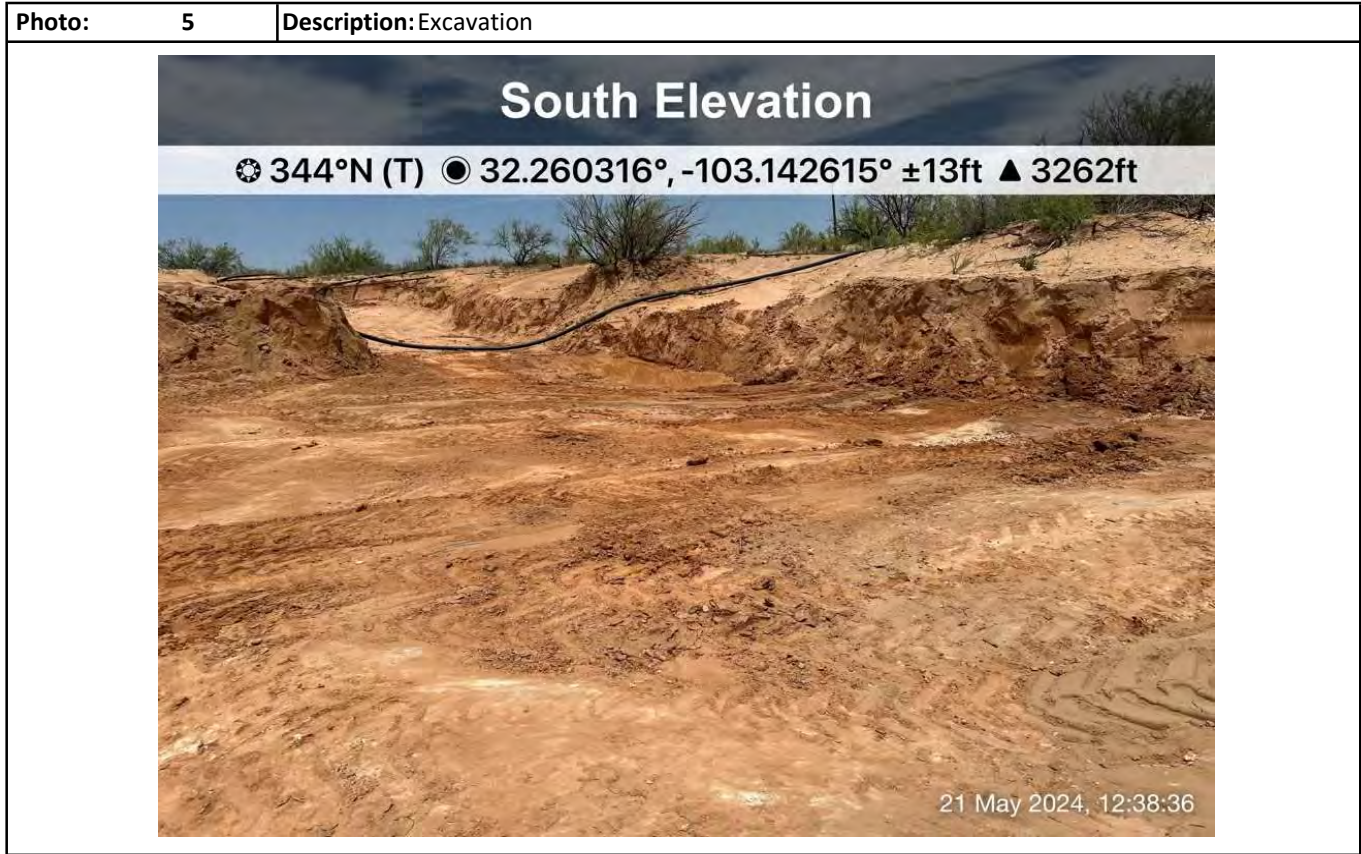 Photo: 5 Description: Excavation
South Elevation
344°N (T) 32.260316°, -103.142615° ±13ft ▲ 3262ft
21 May 2024, 12:38:36